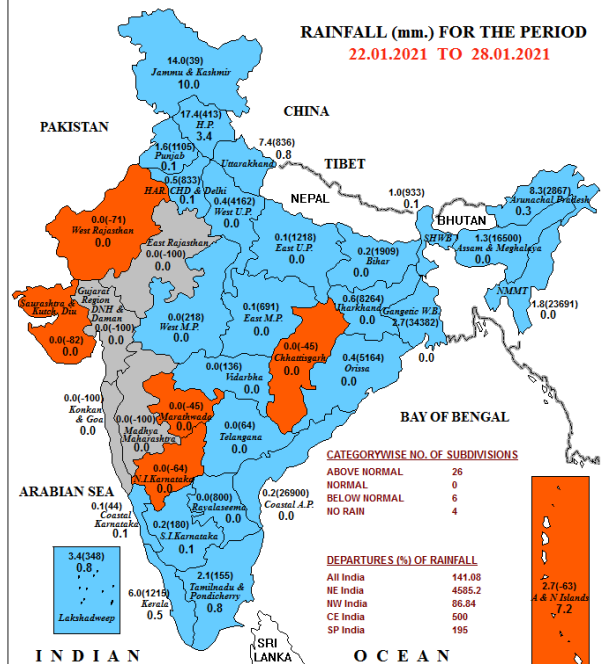 RAINFALL (mm.) FOR THE PERIOD
22.01.2021 TO 28.01.2021
14.0(39)
Jammu & Kashmir
10.0
CHINA
17.4(413)
H.P.
3.4
PAKISTAN
1.6(1105)
Punjab
0.1
7.4(836)
Uttarakhand
0.8
TIBET
0.5(833)
HAR. CHD & Delhi
0.1
0.4(4162)
West U.P.
0.0
NEPAL
1.0(933)
0.1
8.3(2867)
Arunachal Pradesh
0.3
BHUTAN
0.0(-71)
West Rajasthan
0.0
East Rajasthan
0.0(-100)
0.0
0.1(1218)
East U.P.
0.0
0.2(1909)
Bihar
0.0
SHWB
1.3(16500)
Assam & Meghalaya
0.0
NMMT
1.8(23691)
0.0
Saurashtra &
Kutch, Diu
0.0(-82)
0.0
Gujarat
Region
DNH &
Daman
0.0(-100)
0.0
0.0(218)
West M.P.
0.0
0.1(691)
East M.P.
0.0
0.6(8264)
Jharkhand
0.0
Gangetic W.B.
2.7(34382)
0.0
0.0(-45)
Chhattisgarh
0.0
0.4(5164)
Orissa
0.0
0.0(136)
Vidarbha
0.0
0.0(-100)
Konkan
& Goa
0.0
0.0(-100)
Madhya
Maharashtra
0.0
0.0(-45)
Marathwada
0.0
0.0(64)
Telangana
0.0
BAY OF BENGAL
0.0(-64)
N.I.Karnataka
0.0
CATEGORYWISE NO. OF SUBDIVISIONS
ABOVE NORMAL 26
NORMAL 0
BELOW NORMAL 6
NO RAIN 4
ARABIAN SEA
0.1(44)
Coastal
Karnataka
0.1
0.0(800)
Rayalaseema
0.0
0.2(26900)
Coastal A.P.
0.0
0.2(180)
S.I.Karnataka
0.1
3.4(348)
0.8
Lakshadweep
6.0(1215)
Kerala
0.5
2.1(155)
Tamilnadu &
Pondicherry
0.8
DEPARTURES (%) OF RAINFALL
All India 141.08
NE India 4585.2
NW India 86.84
CE India 500
SP India 195
2.7(-63)
A & N Islands
7.2
SRI
LANKA
INDIAN OCEAN